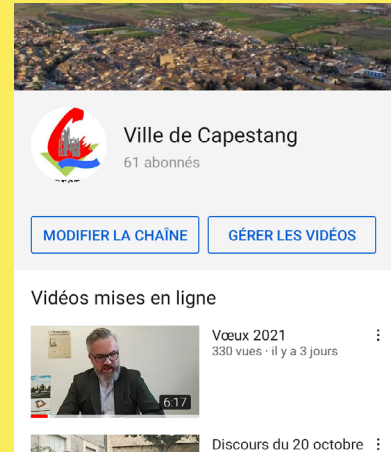 Ville de Capestang
61 abonnés
MODIFIER LA CHAÎNE
GÉRER LES VIDÉOS
Vidéos mises en ligne
Vœux 2021
330 vues · il y a 3 jours
6:17
Discours du 20 octobre